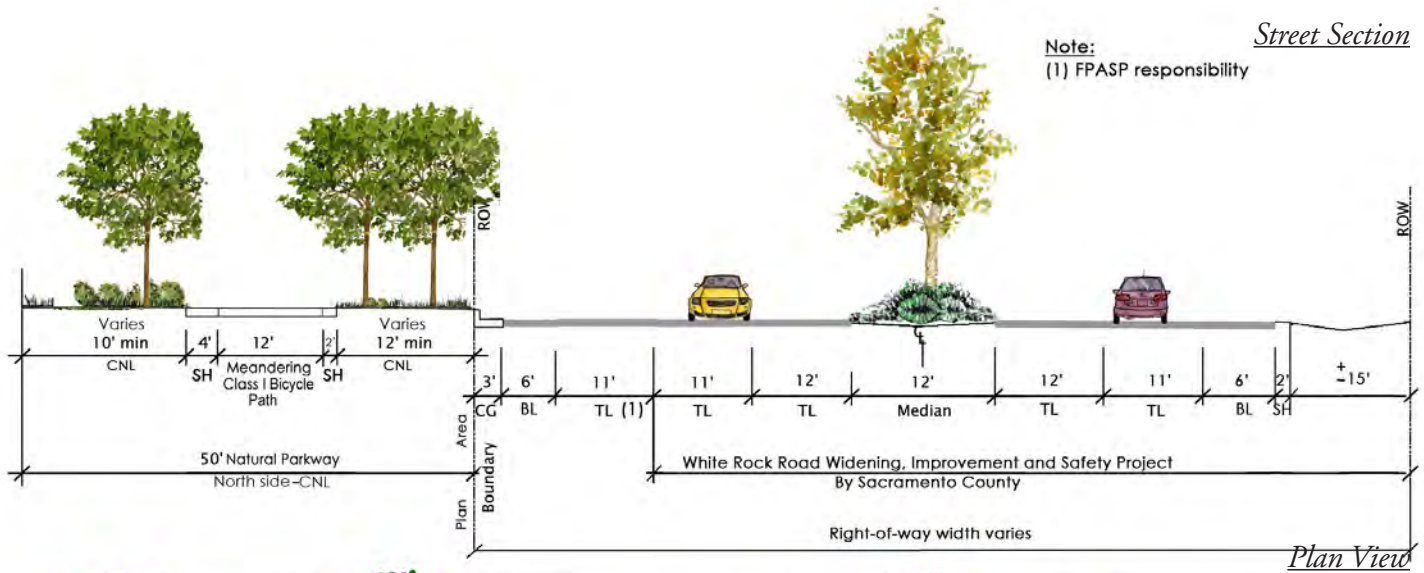 Street Section
Note:
(1) FPASP responsibility
ROW
ROW
Varies
10' min
CNL
4'
SH
12'
Meandering
Class I Bicycle
Path
2'
SH
Varies
12' min
CNL
℄
3'
CG
6'
BL
11'
TL (1)
11'
TL
12'
TL
12'
Median
12'
TL
11'
TL
6'
BL
2'
SH
+
-15'
50' Natural Parkway
North side-CNL
Plan Area
Boundary
White Rock Road Widening, Improvement and Safety Project
By Sacramento County
Right-of-way width varies
Plan View